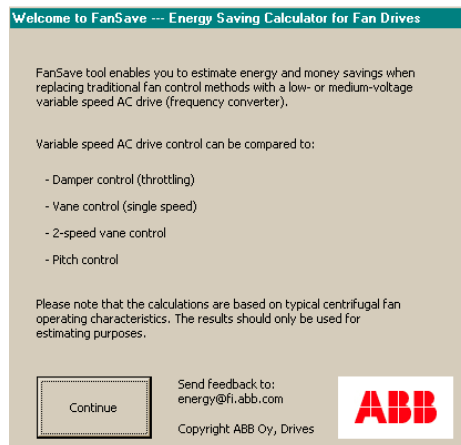 Welcome to FanSave --- Energy Saving Calculator for Fan Drives
FanSave tool enables you to estimate energy and money savings when
replacing traditional fan control methods with a low- or medium-voltage
variable speed AC drive (frequency converter).
Variable speed AC drive control can be compared to:
- Damper control (throttling)
- Vane control (single speed)
- 2-speed vane control
- Pitch control
Please note that the calculations are based on typical centrifugal fan
operating characteristics. The results should only be used for
estimating purposes.
Continue
Send feedback to:
energy@fi.abb.com
Copyright ABB Oy, Drives
ABB